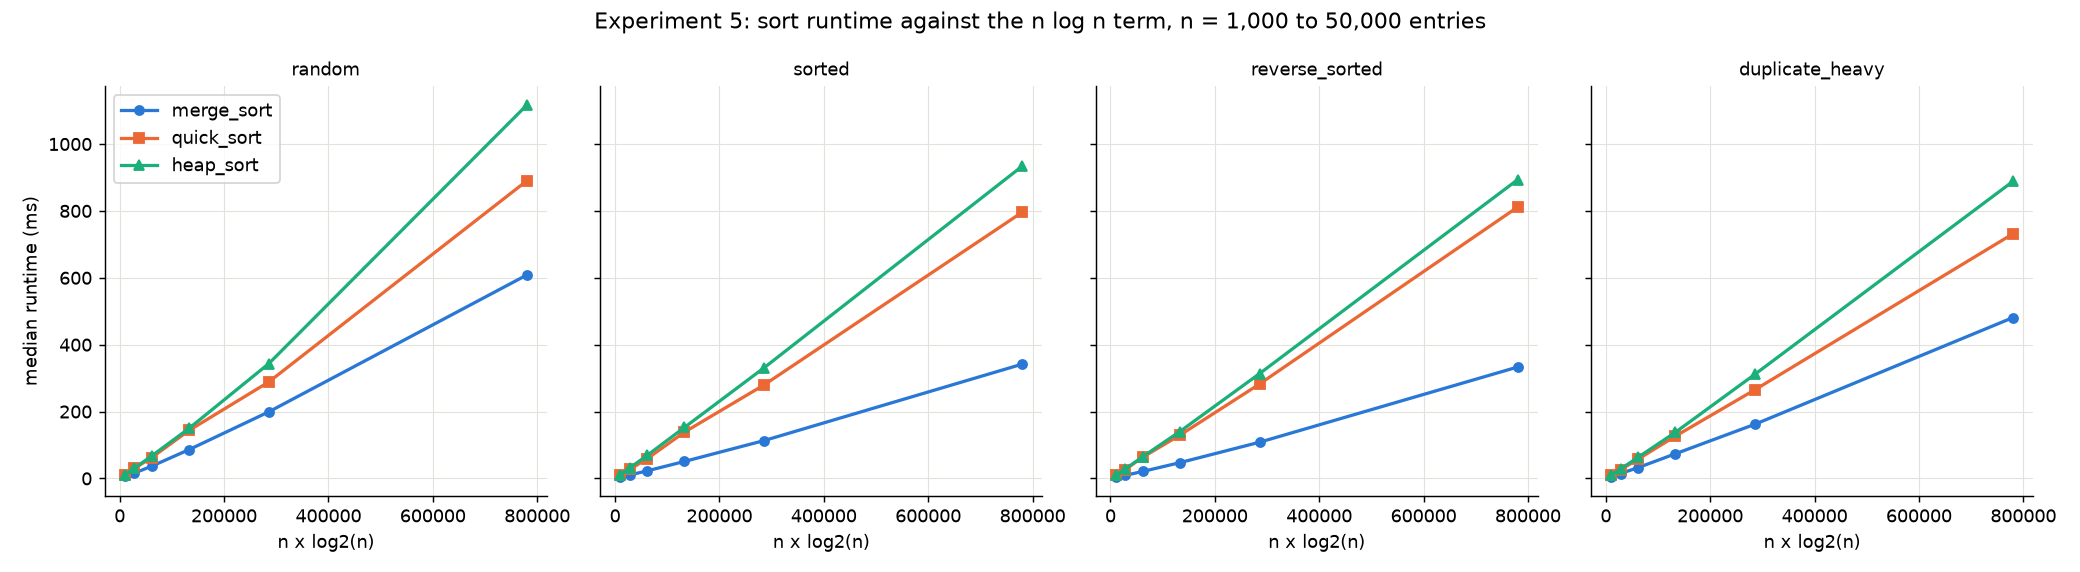 Experiment 5: sort runtime against the n log n term, n = 1,000 to 50,000 entries
random
sorted
reverse_sorted
duplicate_heavy
merge_sort
quick_sort
heap_sort
median runtime (ms)
1000
800
600
400
200
0
0 200000 400000 600000 800000
0 200000 400000 600000 800000
0 200000 400000 600000 800000
0 200000 400000 600000 800000
n x log2(n)
n x log2(n)
n x log2(n)
n x log2(n)